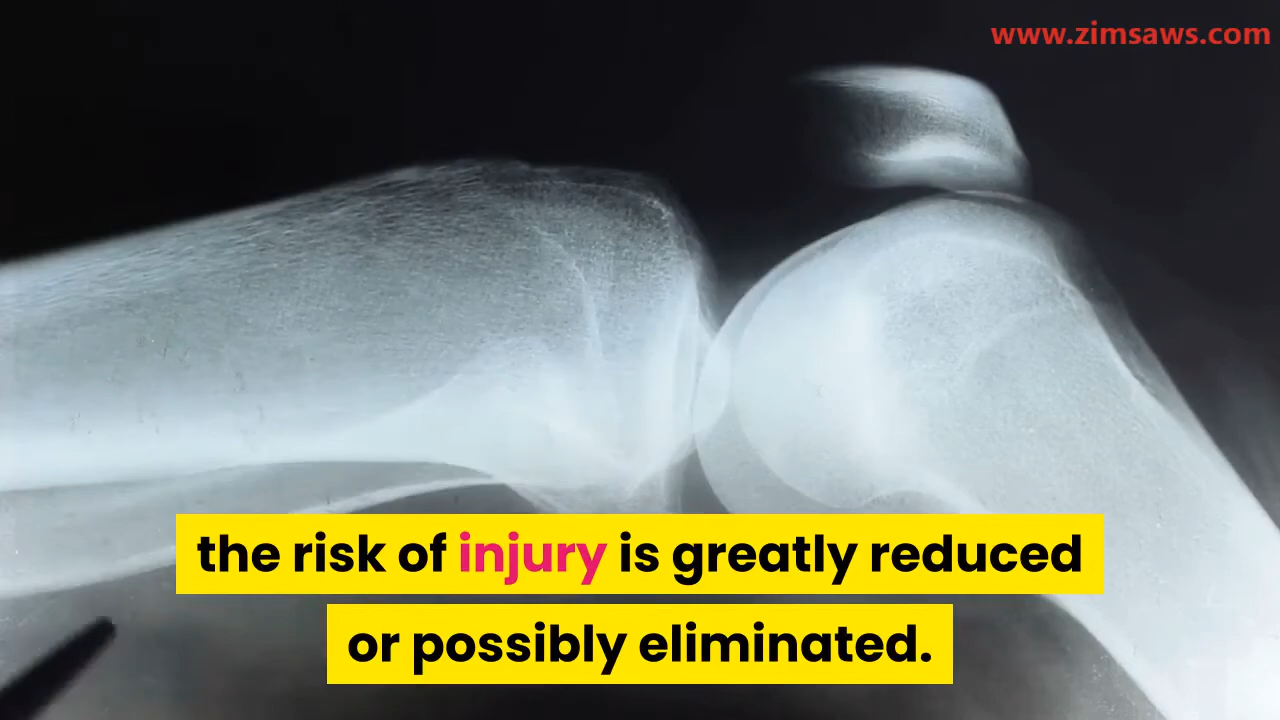 www.zimsaws.com
the risk of injury is greatly reduced
or possibly eliminated.